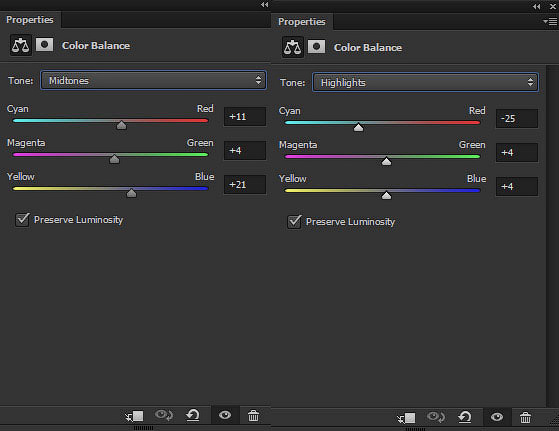 Properties
Color Balance
Tone: Midtones
Cyan Red +11
Magenta Green +4
Yellow Blue +21
Preserve Luminosity
Properties
Color Balance
Tone: Highlights
Cyan Red -25
Magenta Green +4
Yellow Blue +4
Preserve Luminosity